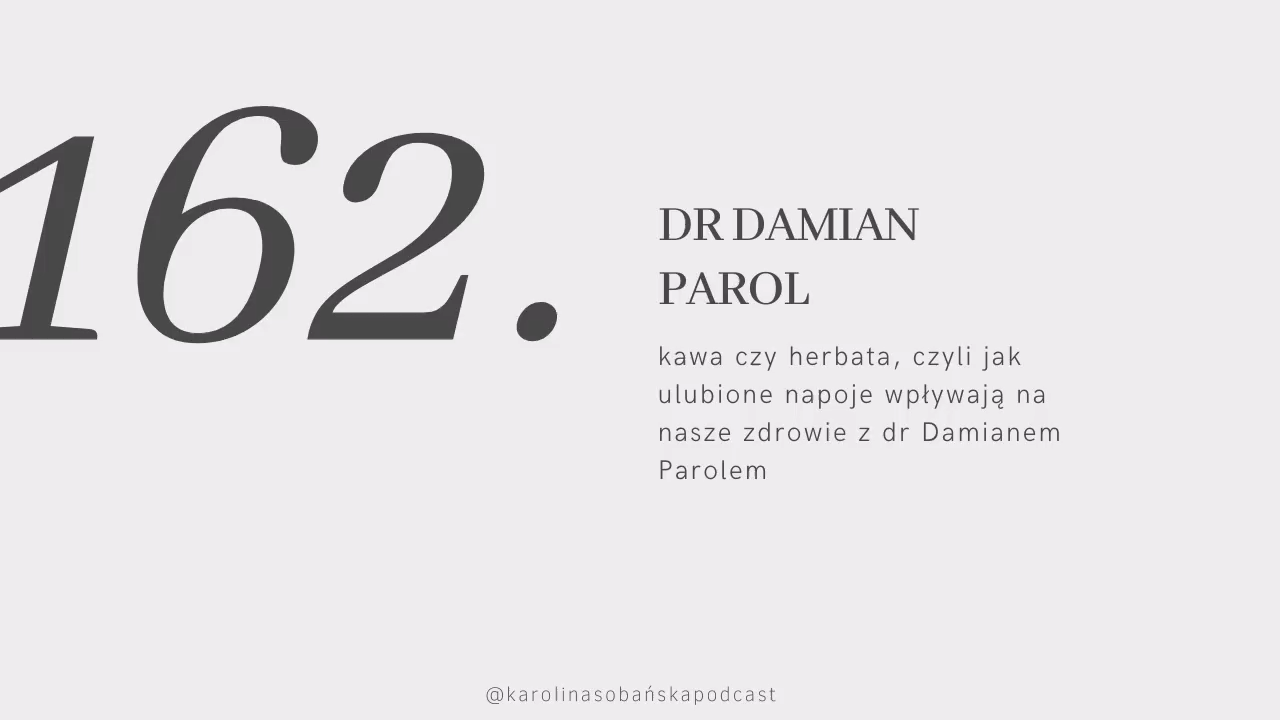 162.
DR DAMIAN
PAROL
kawa czy herbata, czyli jak
ulubione napoje wpływają na
nasze zdrowie z dr Damianem
Parolem
@karolinasobańskapodcast